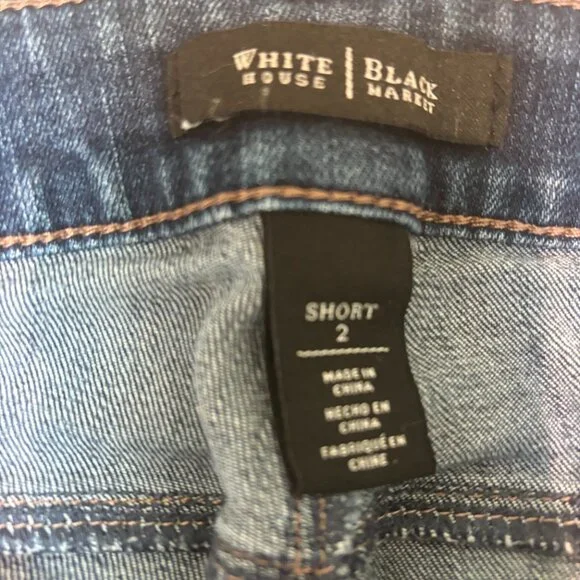 WHITE HOUSE | BLACK MARKET
SHORT
2
MADE IN
CHINA
HECHO EN
CHINA
FABRIQUÉ EN
CHINE